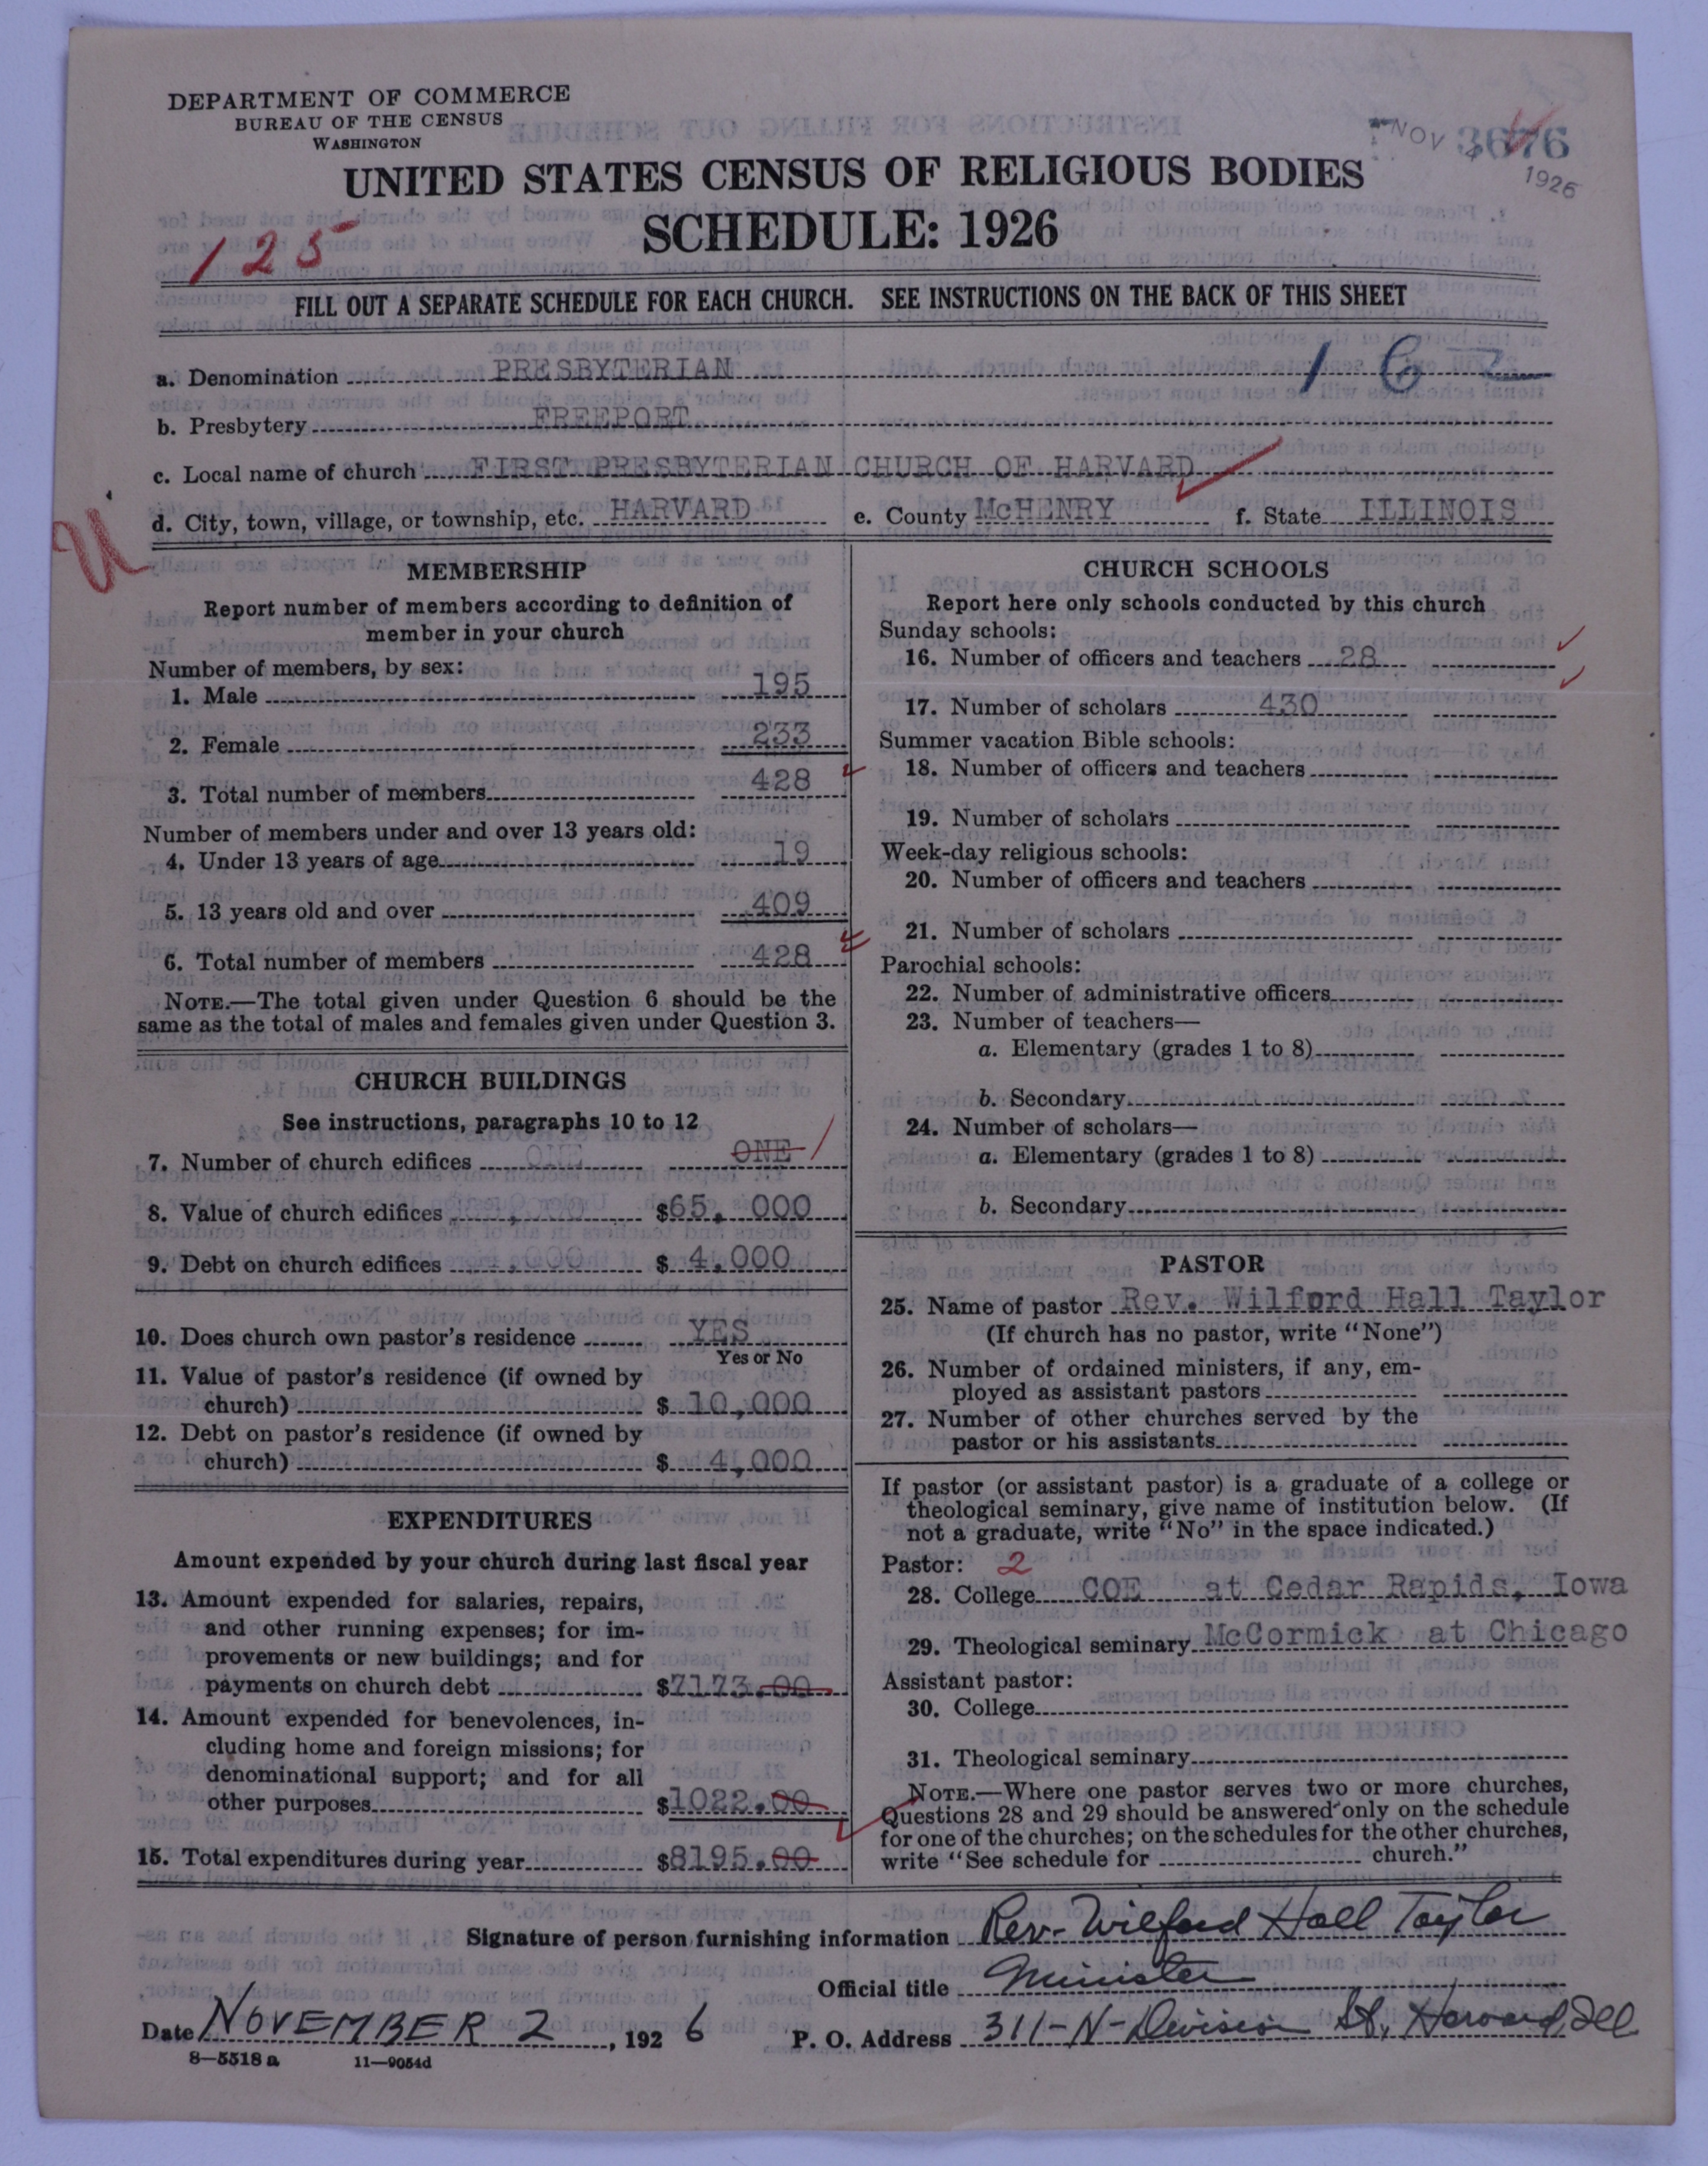 DEPARTMENT OF COMMERCE
BUREAU OF THE CENSUS
WASHINGTON
NOV 4 1926
3676
UNITED STATES CENSUS OF RELIGIOUS BODIES
SCHEDULE: 1926
125
FILL OUT A SEPARATE SCHEDULE FOR EACH CHURCH. SEE INSTRUCTIONS ON THE BACK OF THIS SHEET
162
a. Denomination PRESBYTERIAN
b. Presbytery FREEPORT
c. Local name of church FIRST PRESBYTERIAN CHURCH OF HARVARD
d. City, town, village, or township, etc. HARVARD e. County McHENRY f. State ILLINOIS
U
MEMBERSHIP
Report number of members according to definition of
member in your church
Number of members, by sex:
1. Male 195
2. Female 233
3. Total number of members 428
Number of members under and over 13 years old:
4. Under 13 years of age 19
5. 13 years old and over 409
6. Total number of members 428
NOTE.—The total given under Question 6 should be the
same as the total of males and females given under Question 3.
CHURCH BUILDINGS
See instructions, paragraphs 10 to 12
7. Number of church edifices ONE ONE 1
8. Value of church edifices $65,000
9. Debt on church edifices $ 4,000
10. Does church own pastor's residence YES
Yes or No
11. Value of pastor's residence (if owned by
church) $ 10,000
12. Debt on pastor's residence (if owned by
church) $ 4,000
EXPENDITURES
Amount expended by your church during last fiscal year
13. Amount expended for salaries, repairs,
and other running expenses; for im-
provements or new buildings; and for
payments on church debt $7173.00
14. Amount expended for benevolences, in-
cluding home and foreign missions; for
denominational support; and for all
other purposes $1022.00
15. Total expenditures during year $8195.00
CHURCH SCHOOLS
Report here only schools conducted by this church
Sunday schools:
16. Number of officers and teachers 28
17. Number of scholars 430
Summer vacation Bible schools:
18. Number of officers and teachers
19. Number of scholars
Week-day religious schools:
20. Number of officers and teachers
21. Number of scholars
Parochial schools:
22. Number of administrative officers
23. Number of teachers—
a. Elementary (grades 1 to 8)
b. Secondary
24. Number of scholars—
a. Elementary (grades 1 to 8)
b. Secondary
PASTOR
25. Name of pastor Rev. Wilford Hall Taylor
(If church has no pastor, write "None")
26. Number of ordained ministers, if any, em-
ployed as assistant pastors
27. Number of other churches served by the
pastor or his assistants
If pastor (or assistant pastor) is a graduate of a college or
theological seminary, give name of institution below. (If
not a graduate, write "No" in the space indicated.)
Pastor: 2
28. College COE at Cedar Rapids, Iowa
29. Theological seminary McCormick at Chicago
Assistant pastor:
30. College
31. Theological seminary
NOTE.—Where one pastor serves two or more churches,
Questions 28 and 29 should be answered only on the schedule
for one of the churches; on the schedules for the other churches,
write "See schedule for church."
Signature of person furnishing information Rev- Wilford Hall Taylor
Official title Minister
Date NOVEMBER 2, 1926 P. O. Address 311-N-Division St, Harvard, Ill
8—5518a 11—9054d